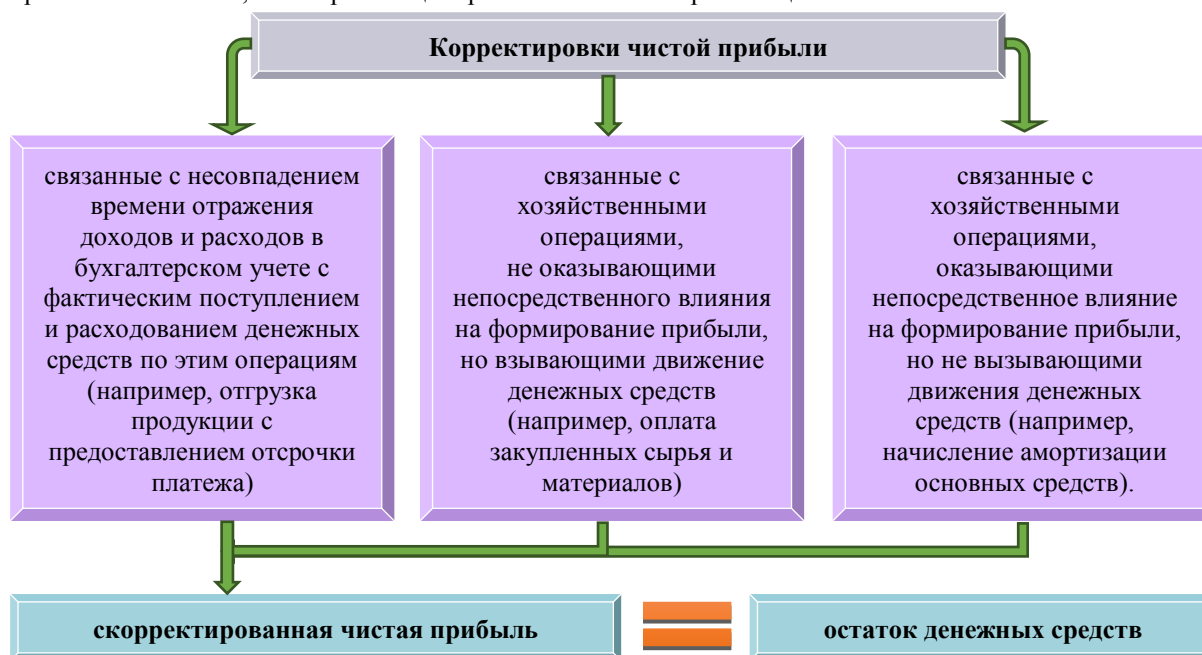 Корректировки чистой прибыли
связанные с несовпадением
времени отражения
доходов и расходов в
бухгалтерском учете с
фактическим поступлением
и расходованием денежных
средств по этим операциям
(например, отгрузка
продукции с
предоставлением отсрочки
платежа)
связанные с
хозяйственными
операциями,
не оказывающими
непосредственного влияния
на формирование прибыли,
но взывающими движение
денежных средств
(например, оплата
закупленных сырья и
материалов)
связанные с
хозяйственными
операциями,
оказывающими
непосредственное влияние
на формирование прибыли,
но не вызывающими
движения денежных
средств (например,
начисление амортизации
основных средств).
скорректированная чистая прибыль
остаток денежных средств